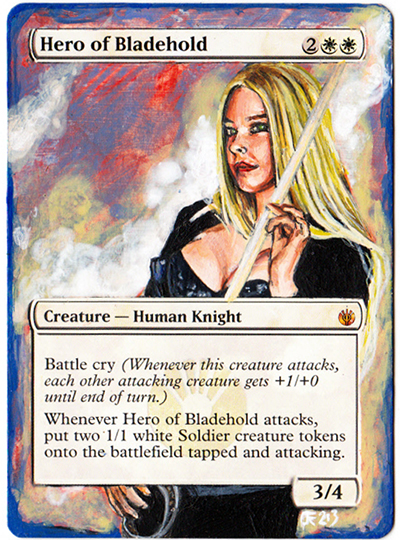 Hero of Bladehold 2
Creature — Human Knight
Battle cry (Whenever this creature attacks,
each other attacking creature gets +1/+0
until end of turn.)
Whenever Hero of Bladehold attacks,
put two 1/1 white Soldier creature tokens
onto the battlefield tapped and attacking.
3/4